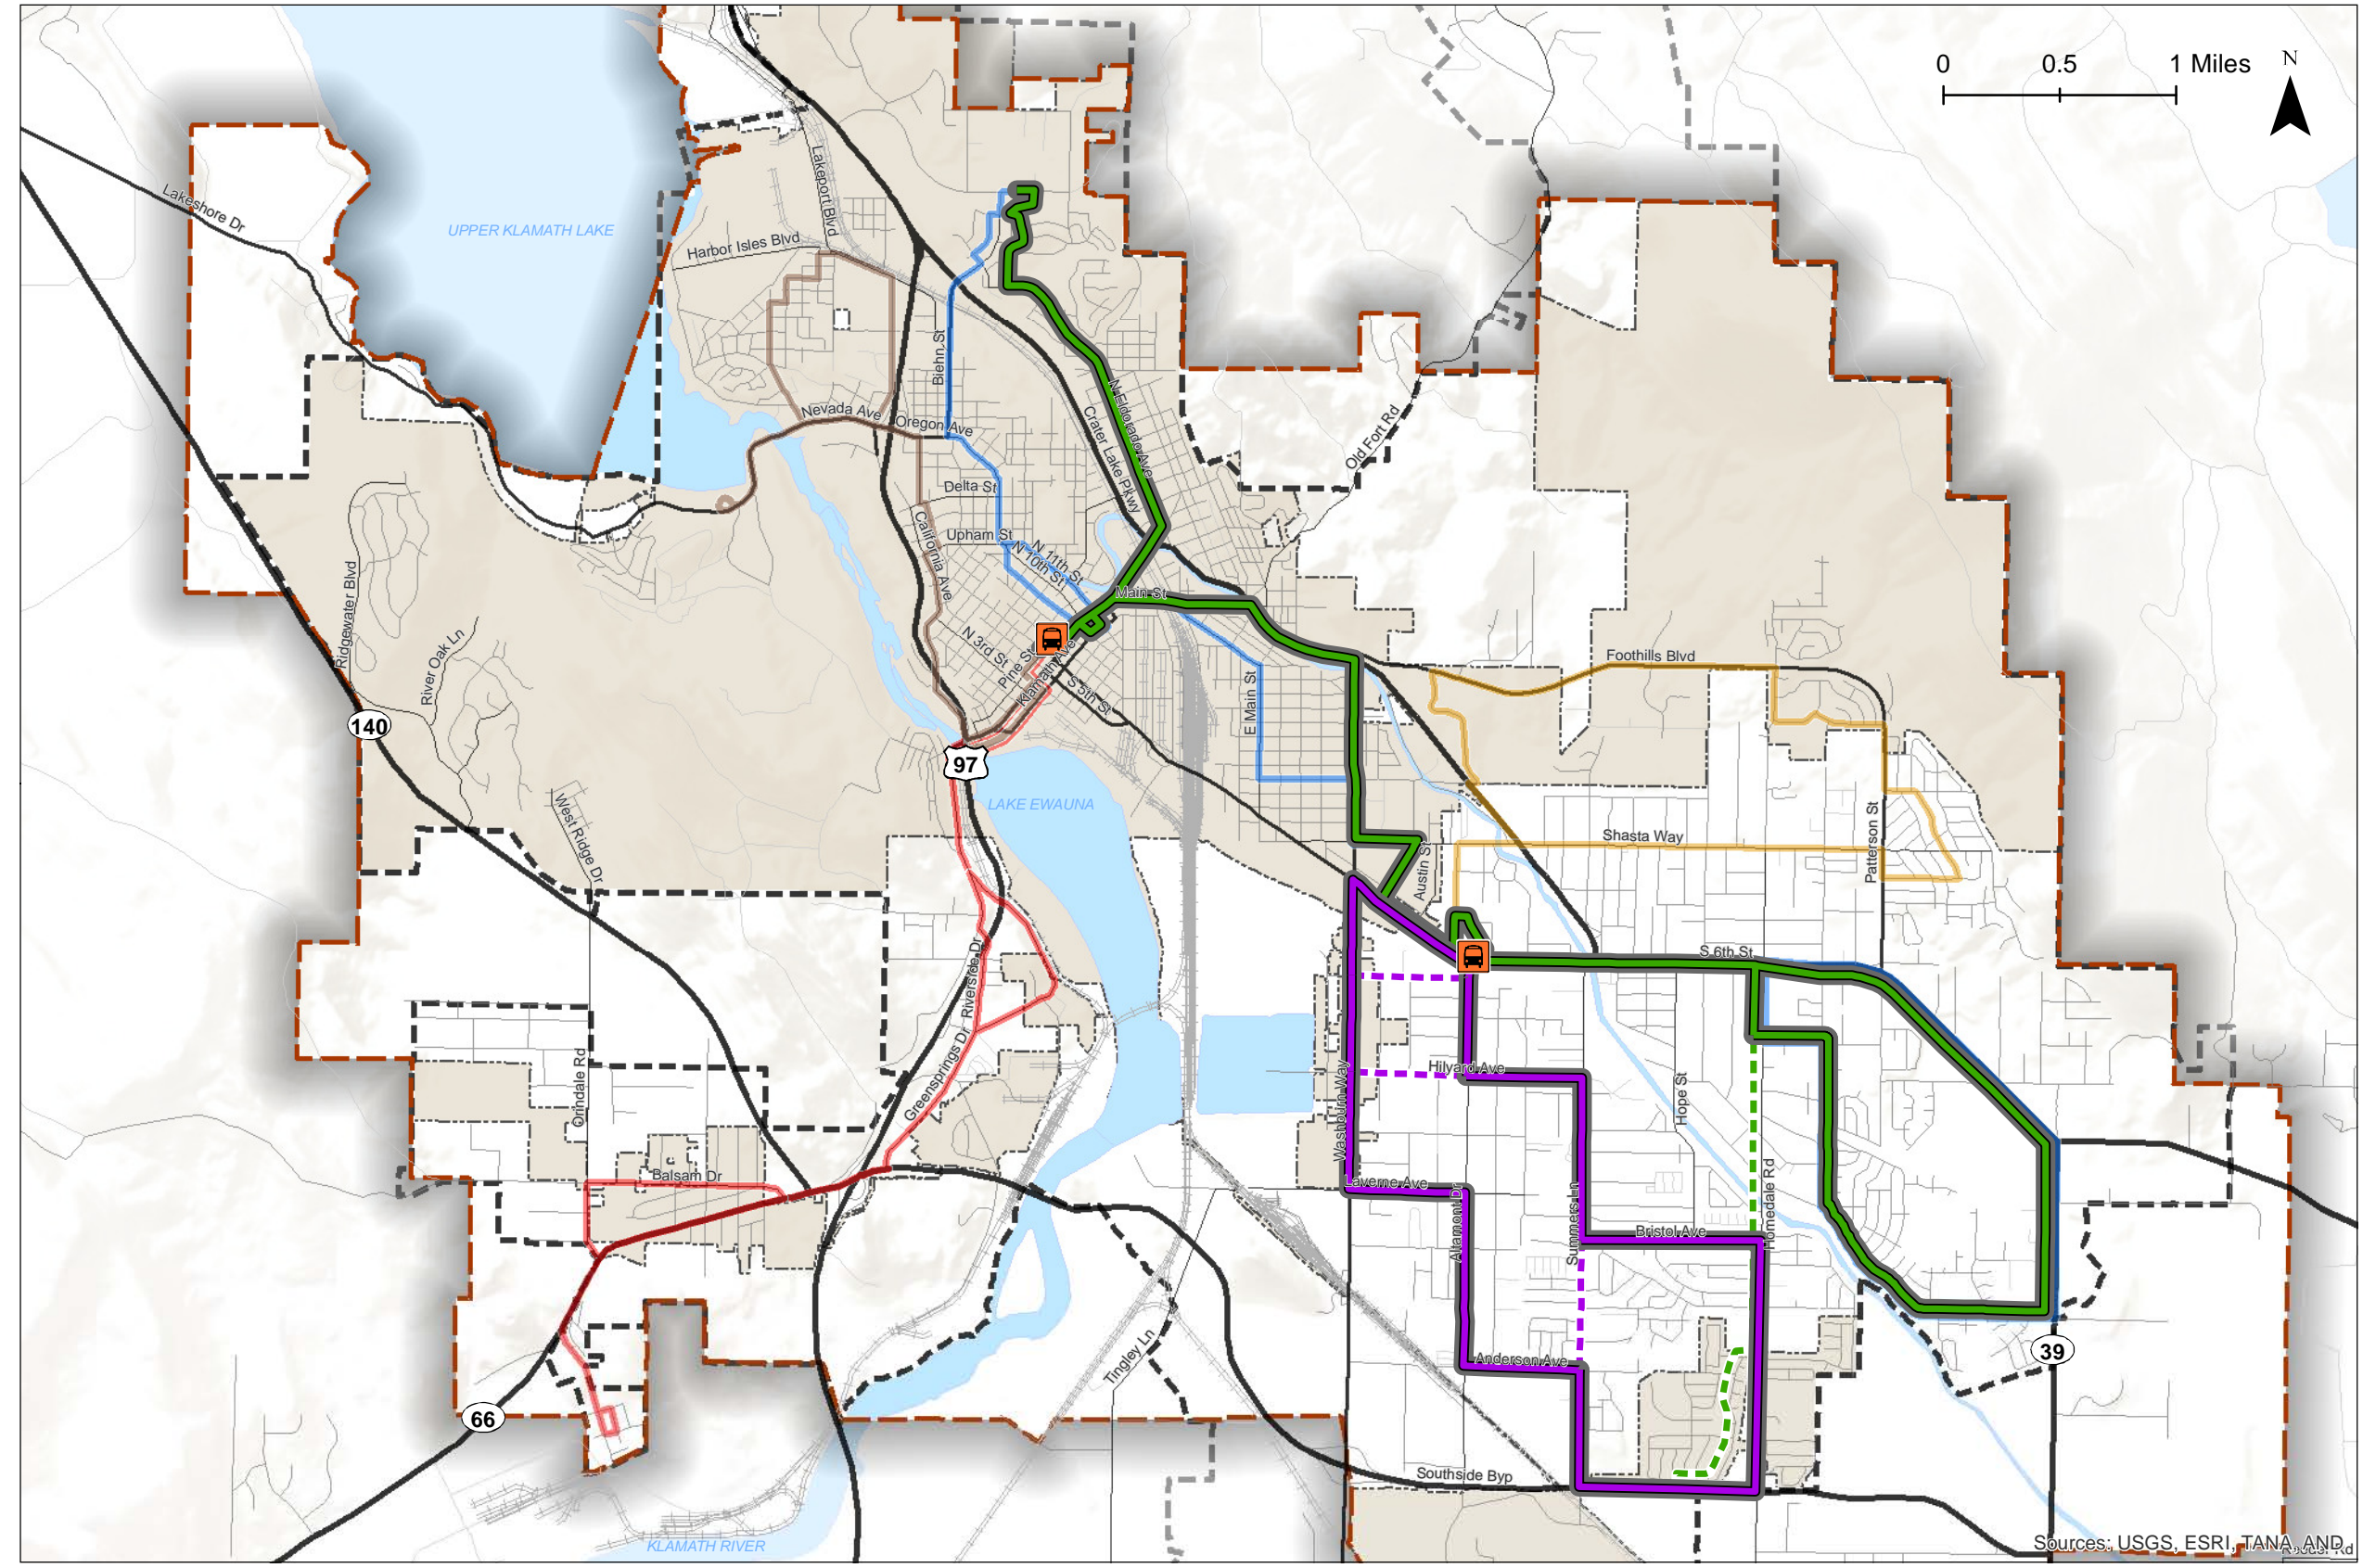 0 0.5 1 Miles
N
Lakeshore Dr
UPPER KLAMATH LAKE
Lakeport Blvd
Harbor Isles Blvd
Biehn St
Nevada Ave
Oregon Ave
N Eldorado Ave
Crater Lake Pkwy
Old Fort Rd
Delta St
California Ave
Upham St
N 11th St
N 10th St
Main St
Ridgewater Blvd
River Oak Ln
N 3rd St
Pine St
Klamath Ave
S 5th St
E Main St
Foothills Blvd
140
97
LAKE EWAUNA
West Ridge Dr
Shasta Way
Patterson St
Austin St
S 6th St
Riverside Dr
Greensprings Dr
Orindale Rd
Washburn Way
Hilyard Ave
Hope St
Balsam Dr
Laverne Ave
Altamont Dr
Summers Ln
Bristol Ave
Homedale Rd
Tingley Ln
Anderson Ave
39
66
Southside Byp
KLAMATH RIVER
Sources: USGS, ESRI, TANA, AND